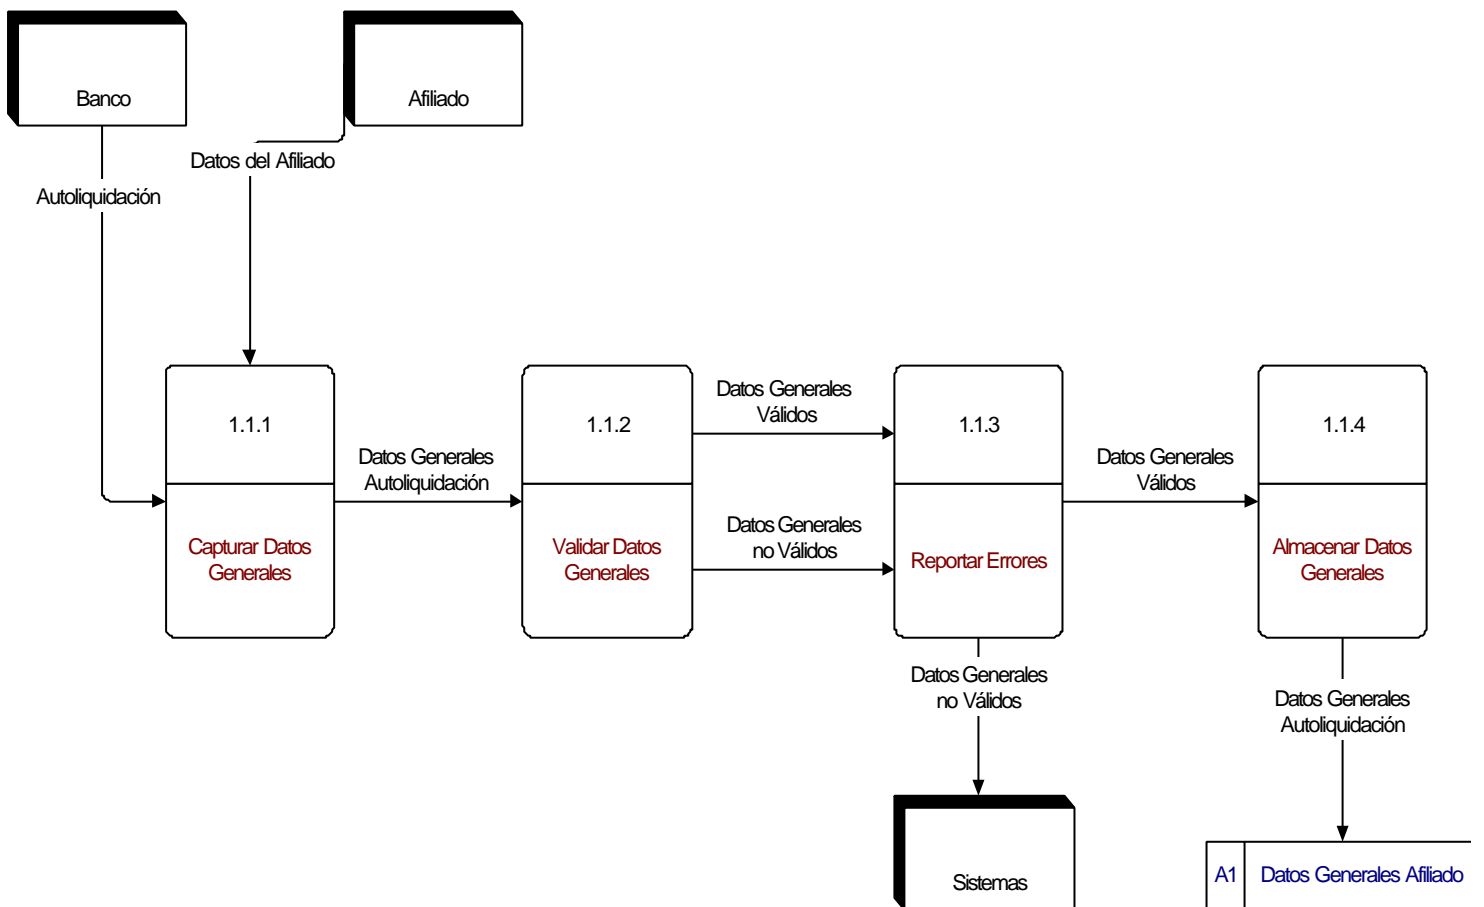 Banco
Afiliado
Datos del Afiliado
Autoliquidación
1.1.1
Capturar Datos
Generales
Datos Generales
Autoliquidación
1.1.2
Validar Datos
Generales
Datos Generales
Válidos
Datos Generales
no Válidos
1.1.3
Reportar Errores
Datos Generales
Válidos
1.1.4
Almacenar Datos
Generales
Datos Generales
no Válidos
Datos Generales
Autoliquidación
Sistemas
A1
Datos Generales Afiliado